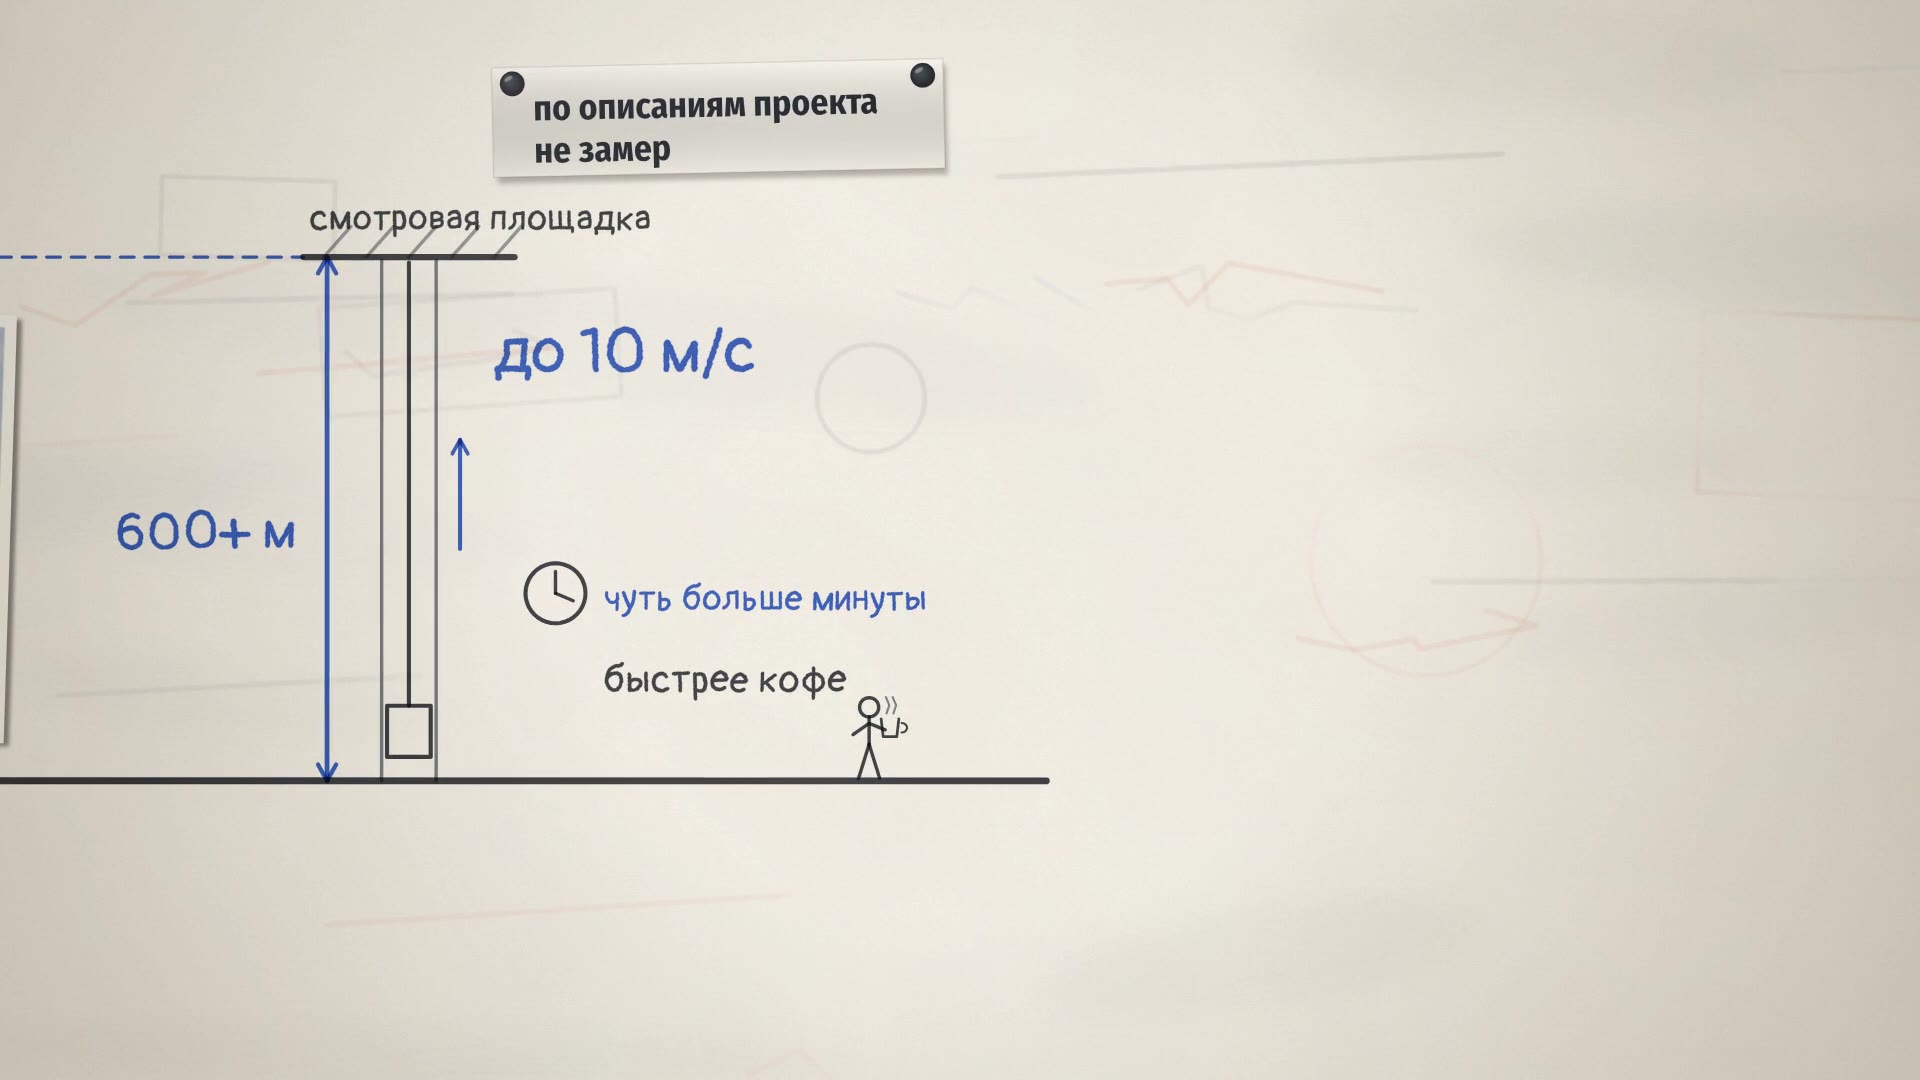 по описаниям проекта
не замер
смотровая площадка
до 10 м/с
600+ м
чуть больше минуты
быстрее кофе